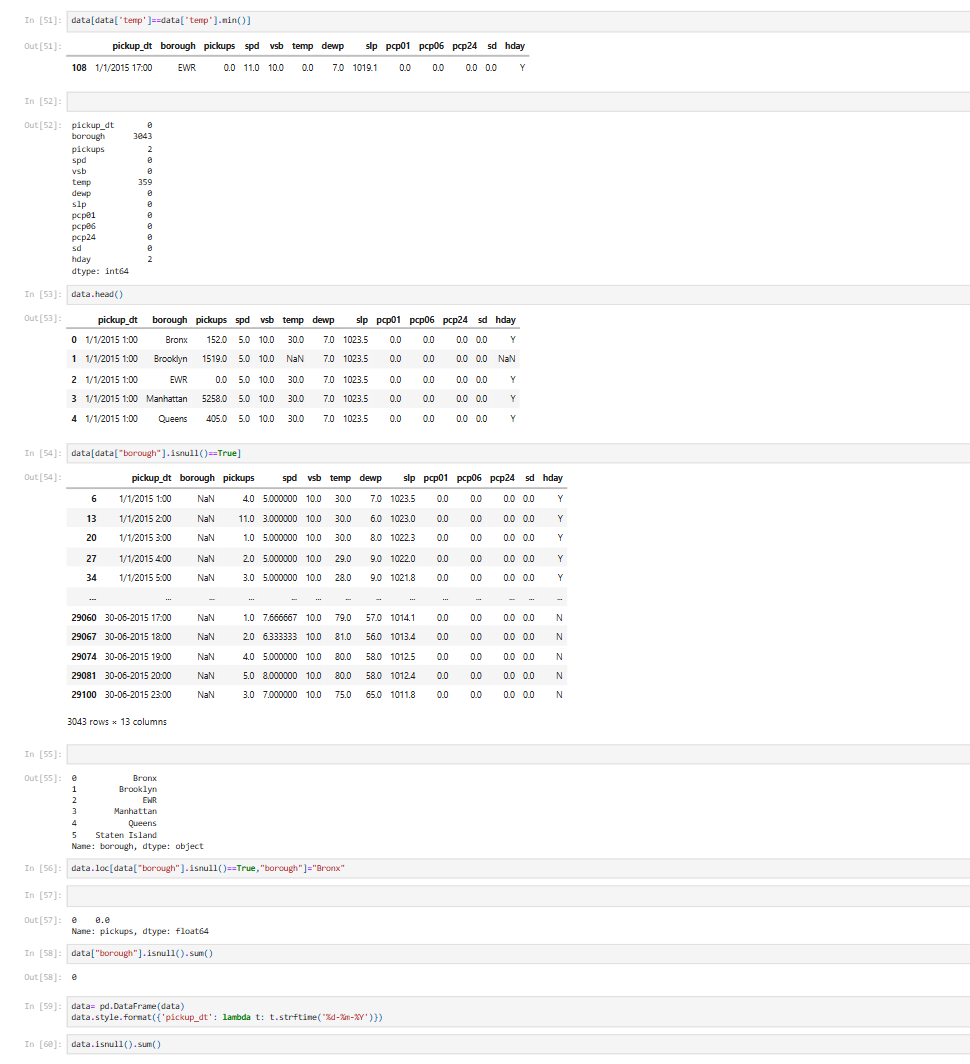 In [51]: data[data['temp']==data['temp'].min()]
Out[51]: pickup_dt borough pickups spd vsb temp dewp slp pcp01 pcp06 pcp24 sd hday
108 1/1/2015 17:00 EWR 0.0 11.0 10.0 0.0 7.0 1019.1 0.0 0.0 0.0 0.0 Y
In [52]:
Out[52]: pickup_dt 0
borough 3043
pickups 2
spd 0
vsb 0
temp 359
dewp 0
slp 0
pcp01 0
pcp06 0
pcp24 0
sd 0
hday 2
dtype: int64
In [53]: data.head()
Out[53]: pickup_dt borough pickups spd vsb temp dewp slp pcp01 pcp06 pcp24 sd hday
0 1/1/2015 1:00 Bronx 152.0 5.0 10.0 30.0 7.0 1023.5 0.0 0.0 0.0 0.0 Y
1 1/1/2015 1:00 Brooklyn 1519.0 5.0 10.0 NaN 7.0 1023.5 0.0 0.0 0.0 0.0 NaN
2 1/1/2015 1:00 EWR 0.0 5.0 10.0 30.0 7.0 1023.5 0.0 0.0 0.0 0.0 Y
3 1/1/2015 1:00 Manhattan 5258.0 5.0 10.0 30.0 7.0 1023.5 0.0 0.0 0.0 0.0 Y
4 1/1/2015 1:00 Queens 405.0 5.0 10.0 30.0 7.0 1023.5 0.0 0.0 0.0 0.0 Y
In [54]: data[data["borough"].isnull()==True]
Out[54]: pickup_dt borough pickups spd vsb temp dewp slp pcp01 pcp06 pcp24 sd hday
6 1/1/2015 1:00 NaN 4.0 5.000000 10.0 30.0 7.0 1023.5 0.0 0.0 0.0 0.0 Y
13 1/1/2015 2:00 NaN 11.0 3.000000 10.0 30.0 6.0 1023.0 0.0 0.0 0.0 0.0 Y
20 1/1/2015 3:00 NaN 1.0 5.000000 10.0 30.0 8.0 1022.3 0.0 0.0 0.0 0.0 Y
27 1/1/2015 4:00 NaN 2.0 5.000000 10.0 29.0 9.0 1022.0 0.0 0.0 0.0 0.0 Y
34 1/1/2015 5:00 NaN 3.0 5.000000 10.0 28.0 9.0 1021.8 0.0 0.0 0.0 0.0 Y
... ... ... ... ... ... ... ... ... ... ... ... ... ...
29060 30-06-2015 17:00 NaN 1.0 7.666667 10.0 79.0 57.0 1014.1 0.0 0.0 0.0 0.0 N
29067 30-06-2015 18:00 NaN 2.0 6.333333 10.0 81.0 56.0 1013.4 0.0 0.0 0.0 0.0 N
29074 30-06-2015 19:00 NaN 4.0 5.000000 10.0 80.0 58.0 1012.5 0.0 0.0 0.0 0.0 N
29081 30-06-2015 20:00 NaN 5.0 8.000000 10.0 80.0 58.0 1012.4 0.0 0.0 0.0 0.0 N
29100 30-06-2015 23:00 NaN 3.0 7.000000 10.0 75.0 65.0 1011.8 0.0 0.0 0.0 0.0 N
3043 rows × 13 columns
In [55]:
Out[55]: 0 Bronx
1 Brooklyn
2 EWR
3 Manhattan
4 Queens
5 Staten Island
Name: borough, dtype: object
In [56]: data.loc[data["borough"].isnull()==True,"borough"]="Bronx"
In [57]:
Out[57]: 0 0.0
Name: pickups, dtype: float64
In [58]: data["borough"].isnull().sum()
Out[58]: 0
In [59]: data= pd.DataFrame(data)
data.style.format({'pickup_dt': lambda t: t.strftime('%d-%m-%Y')})
In [60]: data.isnull().sum()